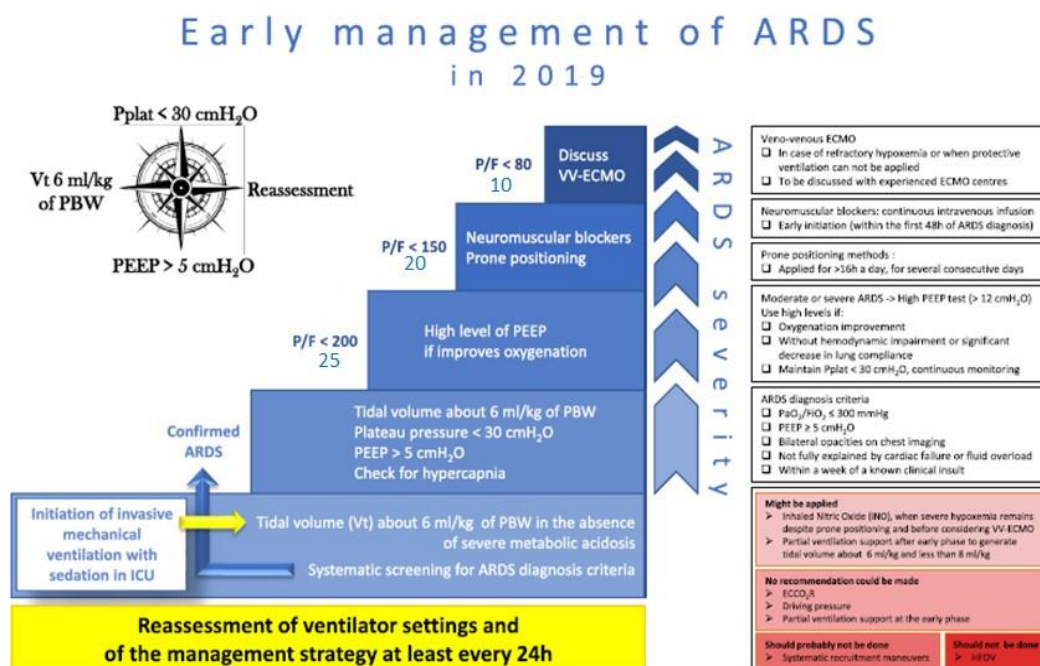 Early management of ARDS
in 2019
Pplat < 30 cmH₂O
Vt 6 ml/kg
of PBW
Reassessment
PEEP > 5 cmH₂O
P/F < 80
10
Discuss
VV-ECMO
P/F < 150
20
Neuromuscular blockers
Prone positioning
P/F < 200
25
High level of PEEP
if improves oxygenation
Confirmed
ARDS
Tidal volume about 6 ml/kg of PBW
Plateau pressure < 30 cmH₂O
PEEP > 5 cmH₂O
Check for hypercapnia
Initiation of invasive
mechanical
ventilation with
sedation in ICU
Tidal volume (Vt) about 6 ml/kg of PBW in the absence
of severe metabolic acidosis
Systematic screening for ARDS diagnosis criteria
Reassessment of ventilator settings and
of the management strategy at least every 24h
ARDS severity
Veno-venous ECMO
❑ In case of refractory hypoxemia or when protective
ventilation can not be applied
❑ To be discussed with experienced ECMO centres
Neuromuscular blockers: continuous intravenous infusion
❑ Early initiation (within the first 48h of ARDS diagnosis)
Prone positioning methods :
❑ Applied for >16h a day, for several consecutive days
Moderate or severe ARDS -> High PEEP test (> 12 cmH₂O)
Use high levels if:
❑ Oxygenation improvement
❑ Without hemodynamic impairment or significant
decrease in lung compliance
❑ Maintain Pplat < 30 cmH₂O, continuous monitoring
ARDS diagnosis criteria
❑ PaO₂/FiO₂ ≤ 300 mmHg
❑ PEEP ≥ 5 cmH₂O
❑ Bilateral opacities on chest imaging
❑ Not fully explained by cardiac failure or fluid overload
❑ Within a week of a known clinical insult
Might be applied
➢ Inhaled Nitric Oxide (iNO), when severe hypoxemia remains
despite prone positioning and before considering VV-ECMO
➢ Partial ventilation support after early phase to generate
tidal volume about 6 ml/kg and less than 8 ml/kg
No recommendation could be made
➢ ECCO₂R
➢ Driving pressure
➢ Partial ventilation support at the early phase
Should probably not be done
➢ Systematic recruitment maneuvers
Should not be done
➢ HFOV